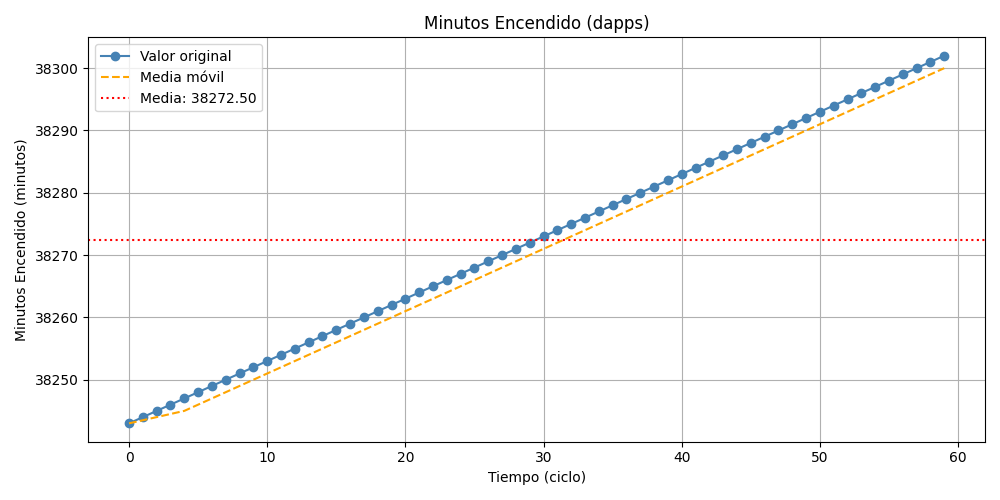 Minutos Encendido (dapps)
Valor original
Media móvil
Media: 38272.50
Minutos Encendido (minutos)
38300
38290
38280
38270
38260
38250
0 10 20 30 40 50 60
Tiempo (ciclo)